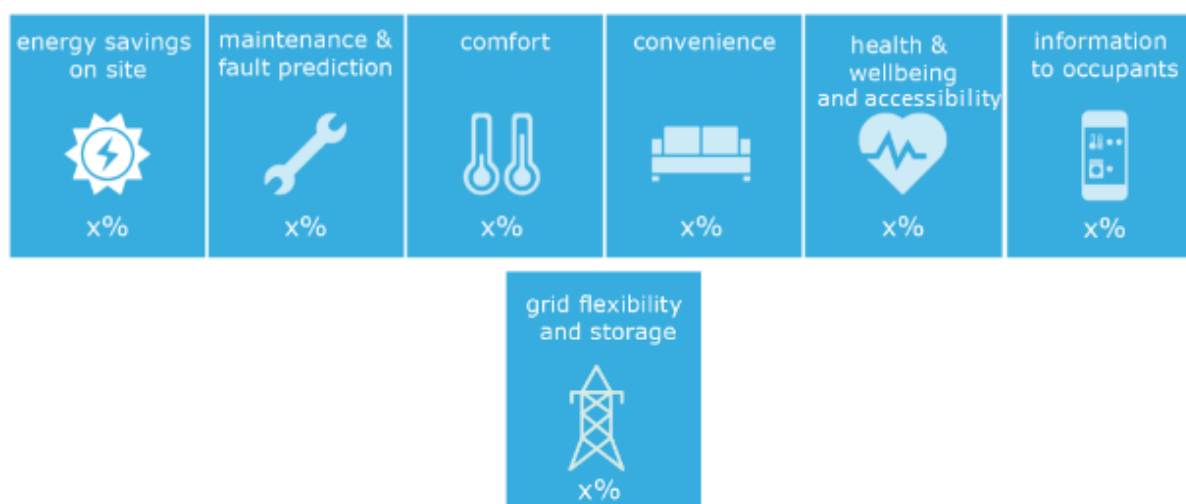 energy savings
on site
x%
maintenance &
fault prediction
x%
comfort
x%
convenience
x%
health &
wellbeing
and accessibility
x%
information
to occupants
x%
grid flexibility
and storage
x%